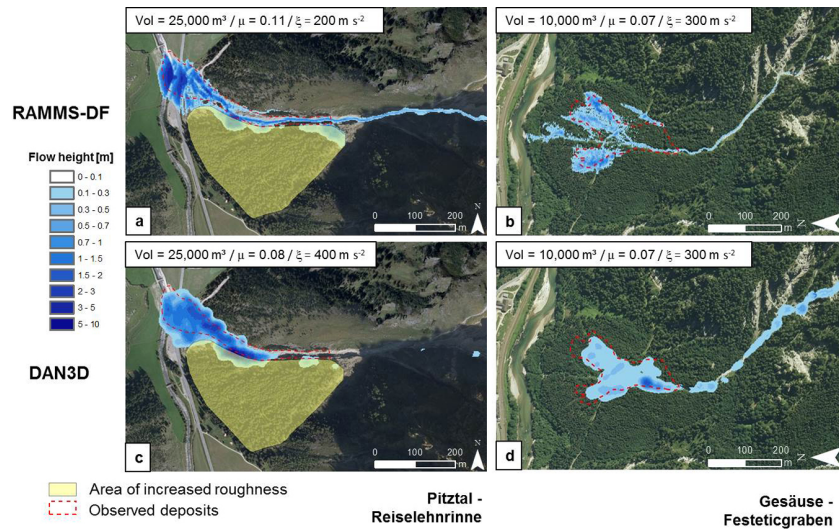 Vol = 25,000 m³ / μ = 0.11 / ξ = 200 m s⁻²
Vol = 10,000 m³ / μ = 0.07 / ξ = 300 m s⁻²
RAMMS-DF
Flow height [m]
0 - 0.1
0.1 - 0.3
0.3 - 0.5
0.5 - 0.7
0.7 - 1
1 - 1.5
1.5 - 2
2 - 3
3 - 5
5 - 10
a
0 100 200
m
N
b
0 100 200
m
N
Vol = 25,000 m³ / μ = 0.08 / ξ = 400 m s⁻²
Vol = 10,000 m³ / μ = 0.07 / ξ = 300 m s⁻²
DAN3D
c
0 100 200
m
N
d
0 100 200
m
N
Area of increased roughness
Observed deposits
Pitztal -
Reiselehnrinne
Gesäuse -
Festeticgraben